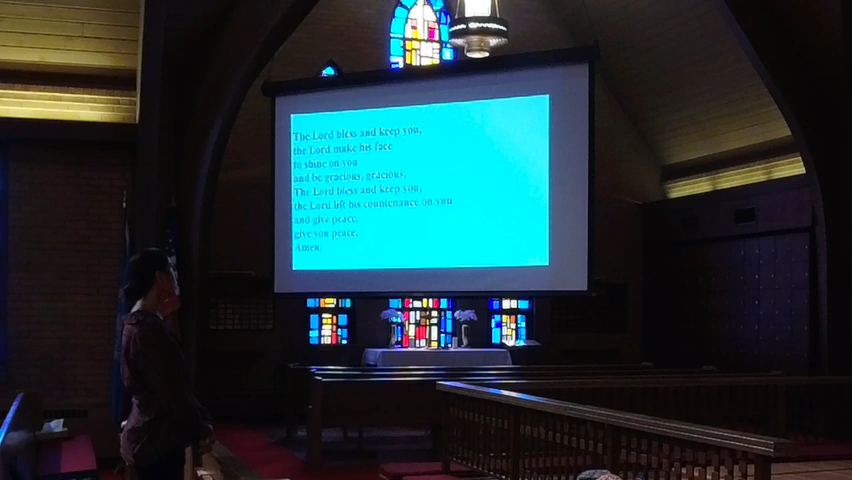 The Lord bless and keep you,
the Lord make his face
to shine on you
and be gracious, gracious.
The Lord bless and keep you,
the Lord lift his countenance on you
and give peace,
give you peace.
Amen.